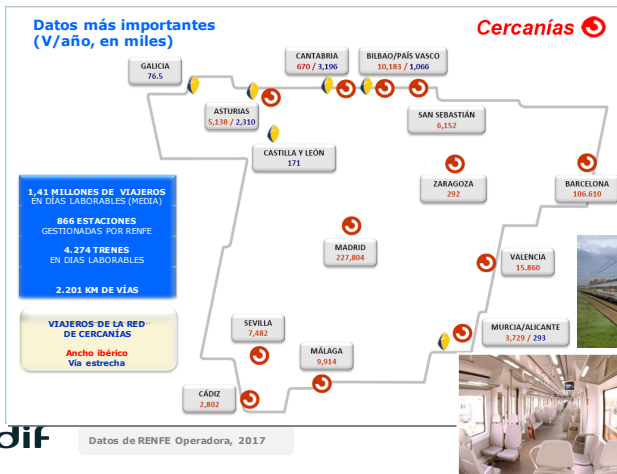 Datos más importantes
(V/año, en miles)
Cercanías
GALICIA
76.5
CANTABRIA
670 / 3,196
BILBAO/PAÍS VASCO
10,183 / 1,066
ASTURIAS
5,138 / 2,310
SAN SEBASTIÁN
6,152
CASTILLA Y LEÓN
171
ZARAGOZA
292
BARCELONA
106.610
1,41 MILLONES DE VIAJEROS
EN DÍAS LABORABLES (MEDIA)
866 ESTACIONES
GESTIONADAS POR RENFE
4.274 TRENES
EN DIAS LABORABLES
2.201 KM DE VÍAS
MADRID
227,804
VALENCIA
15.860
VIAJEROS DE LA RED
DE CERCANÍAS
Ancho ibérico
Vía estrecha
SEVILLA
7,482
MURCIA/ALICANTE
3,729 / 293
MÁLAGA
9,914
CÁDIZ
2,802
dif
Datos de RENFE Operadora, 2017